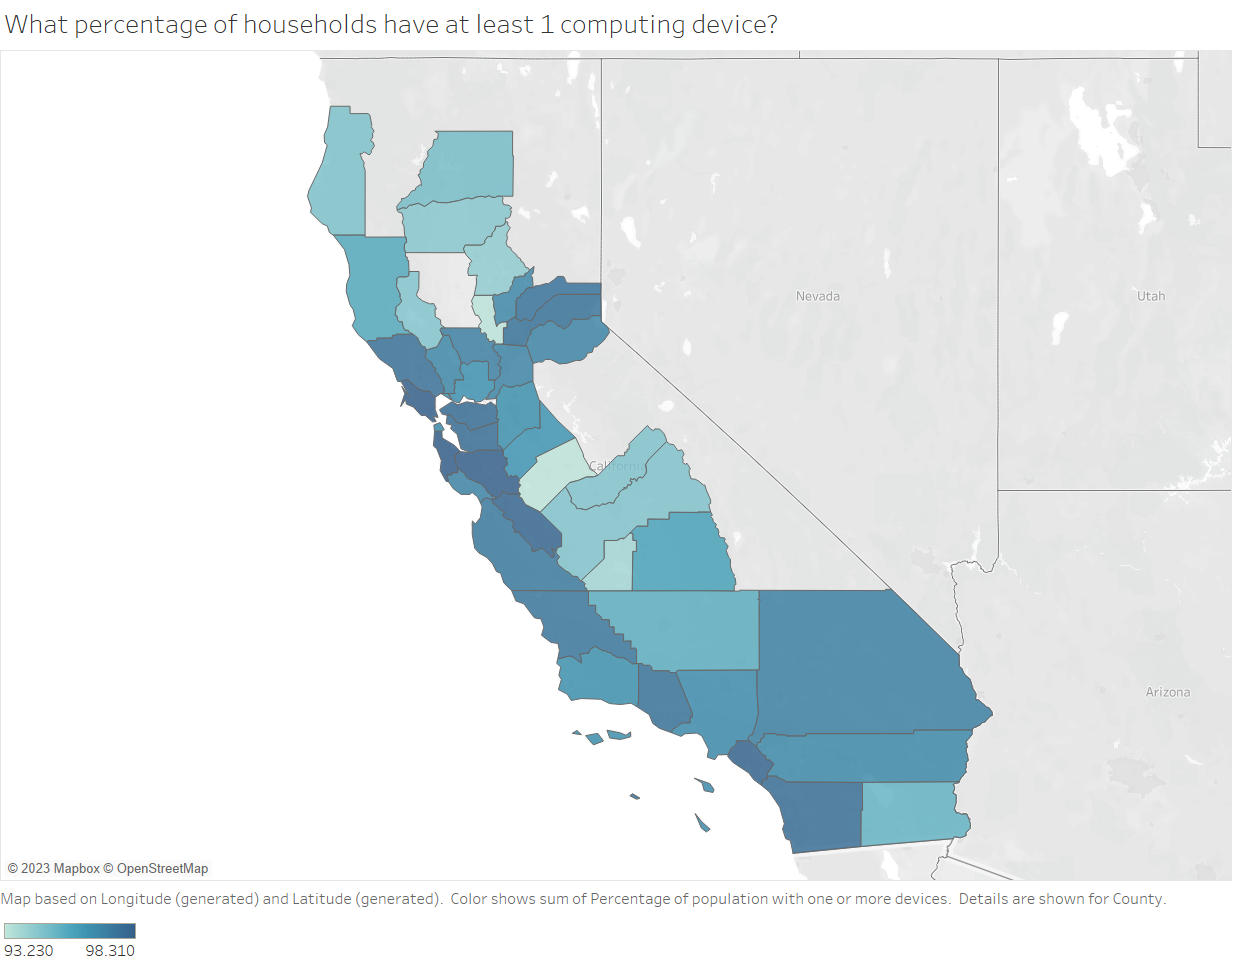 What percentage of households have at least 1 computing device?
Nevada
Utah
California
Arizona
© 2023 Mapbox © OpenStreetMap
Map based on Longitude (generated) and Latitude (generated).  Color shows sum of Percentage of population with one or more devices.  Details are shown for County.
93.230 98.310